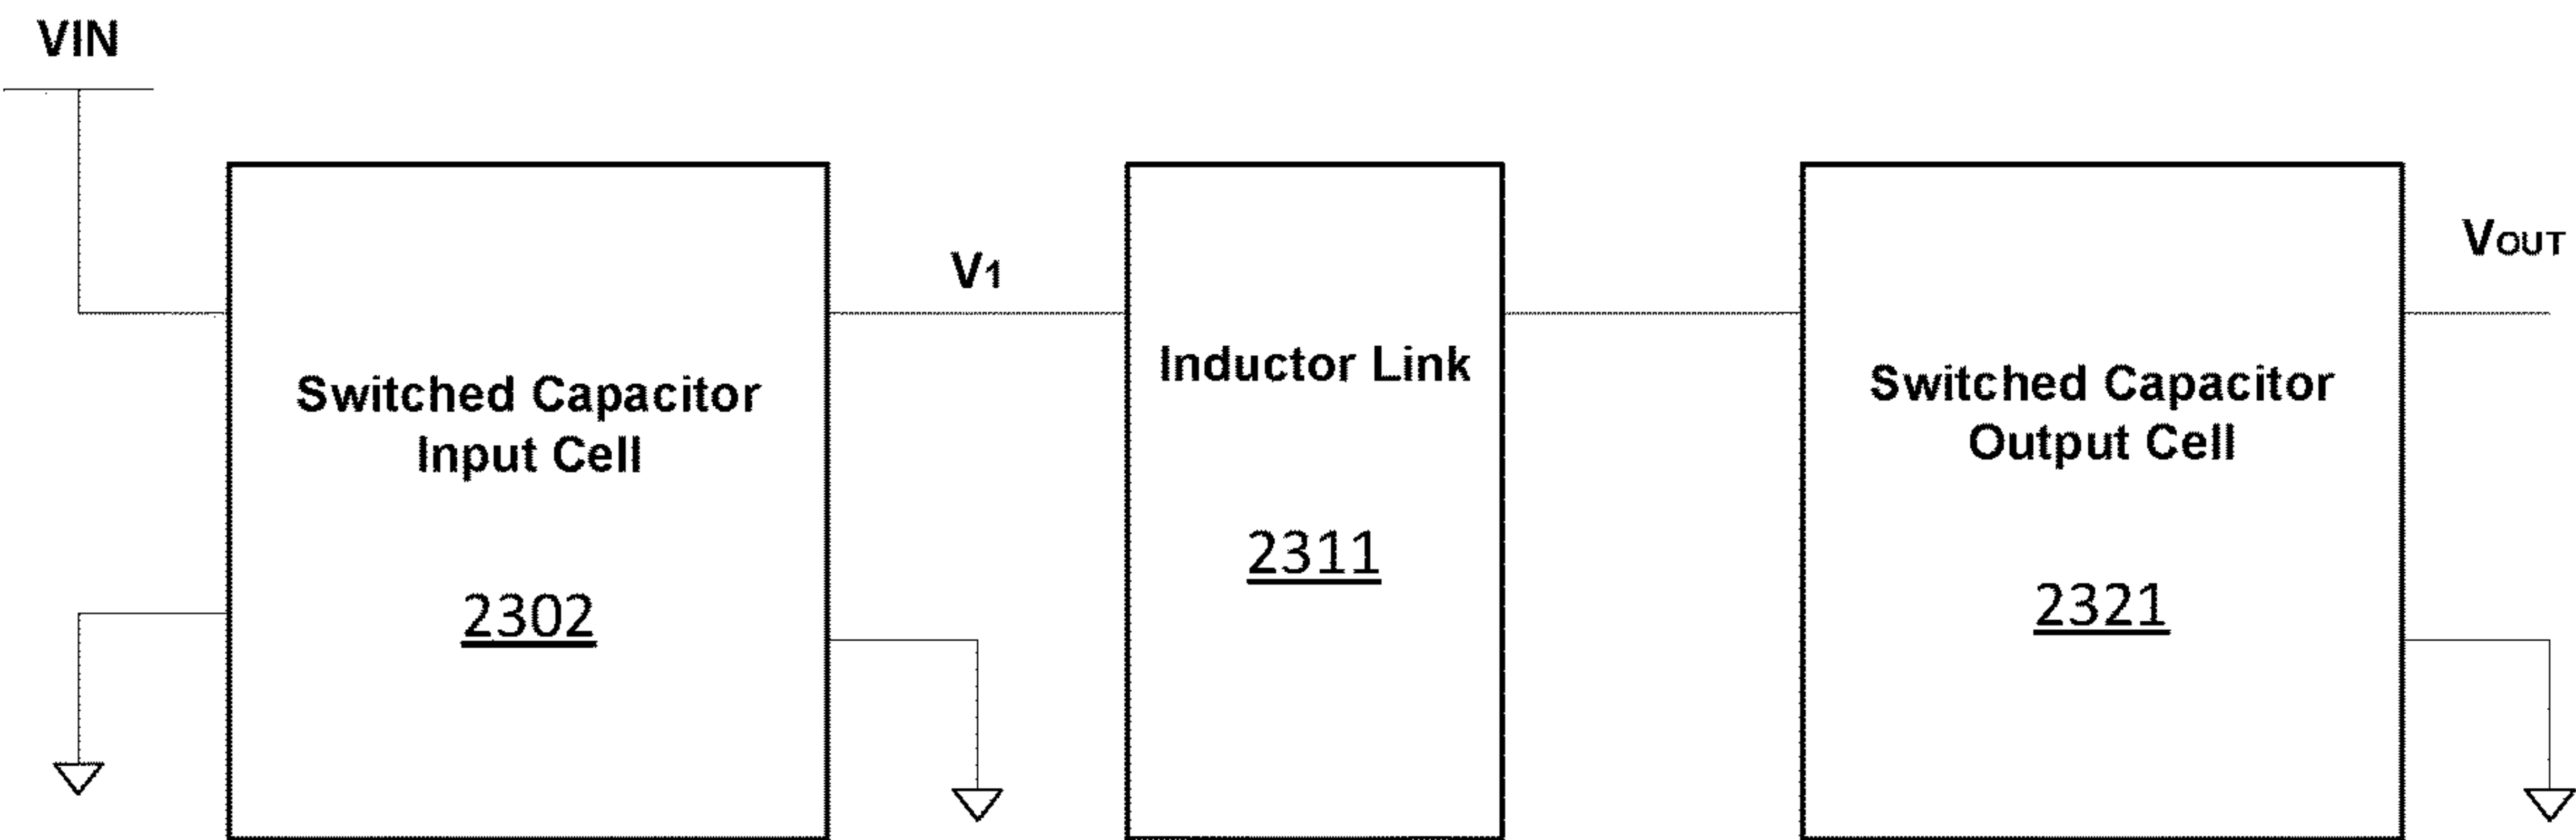 VIN
V1
VOUT
Switched Capacitor
Input Cell
2302
Inductor Link
2311
Switched Capacitor
Output Cell
2321